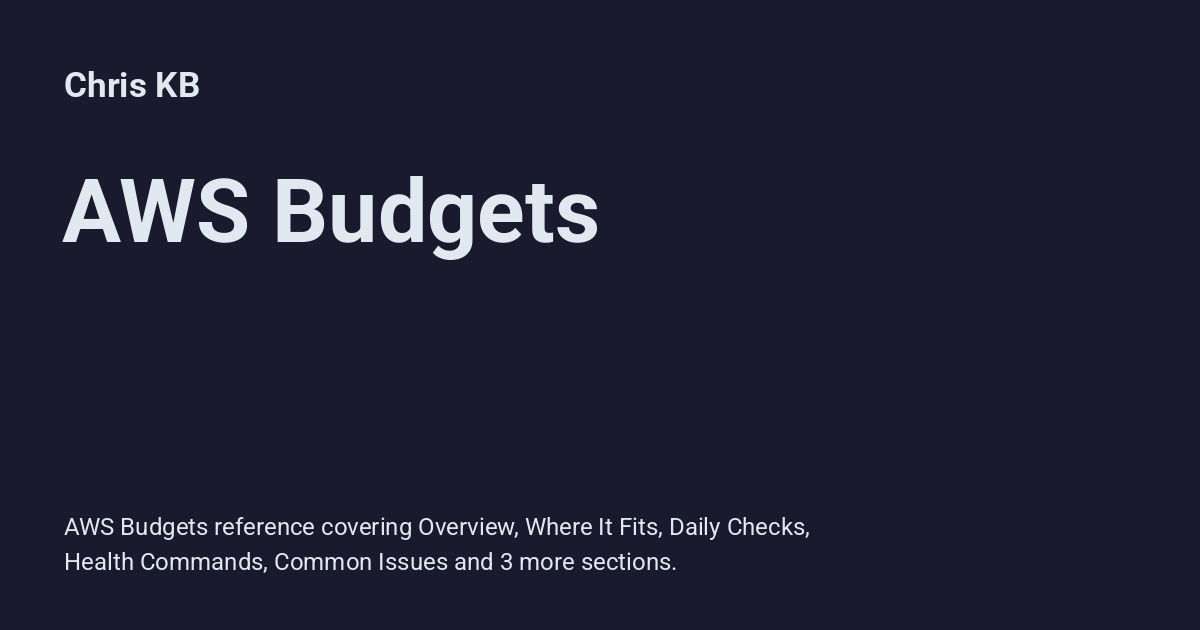 Chris KB
AWS Budgets
AWS Budgets reference covering Overview, Where It Fits, Daily Checks,
Health Commands, Common Issues and 3 more sections.